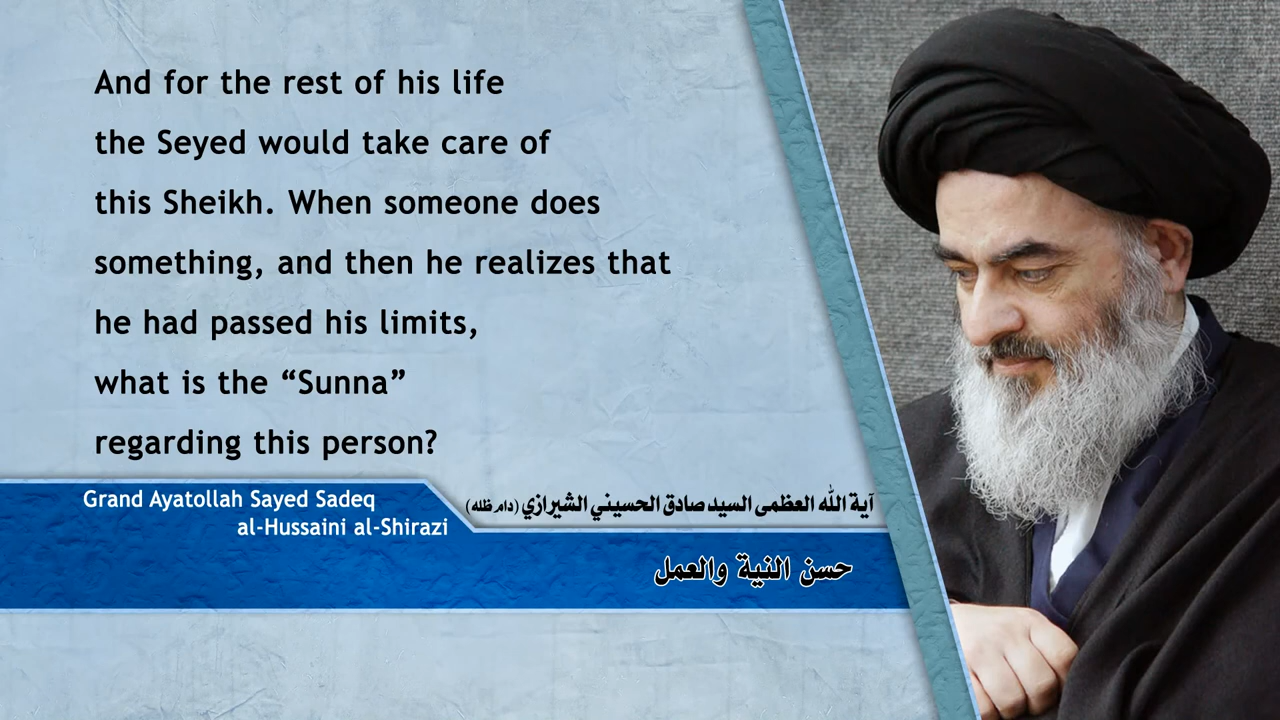 And for the rest of his life
the Seyed would take care of
this Sheikh. When someone does
something, and then he realizes that
he had passed his limits,
what is the “Sunna”
regarding this person?
Grand Ayatollah Sayed Sadeq
al-Hussaini al-Shirazi
آية الله العظمى السيد صادق الحسيني الشيرازي (دام ظله)
حسن النية والعمل